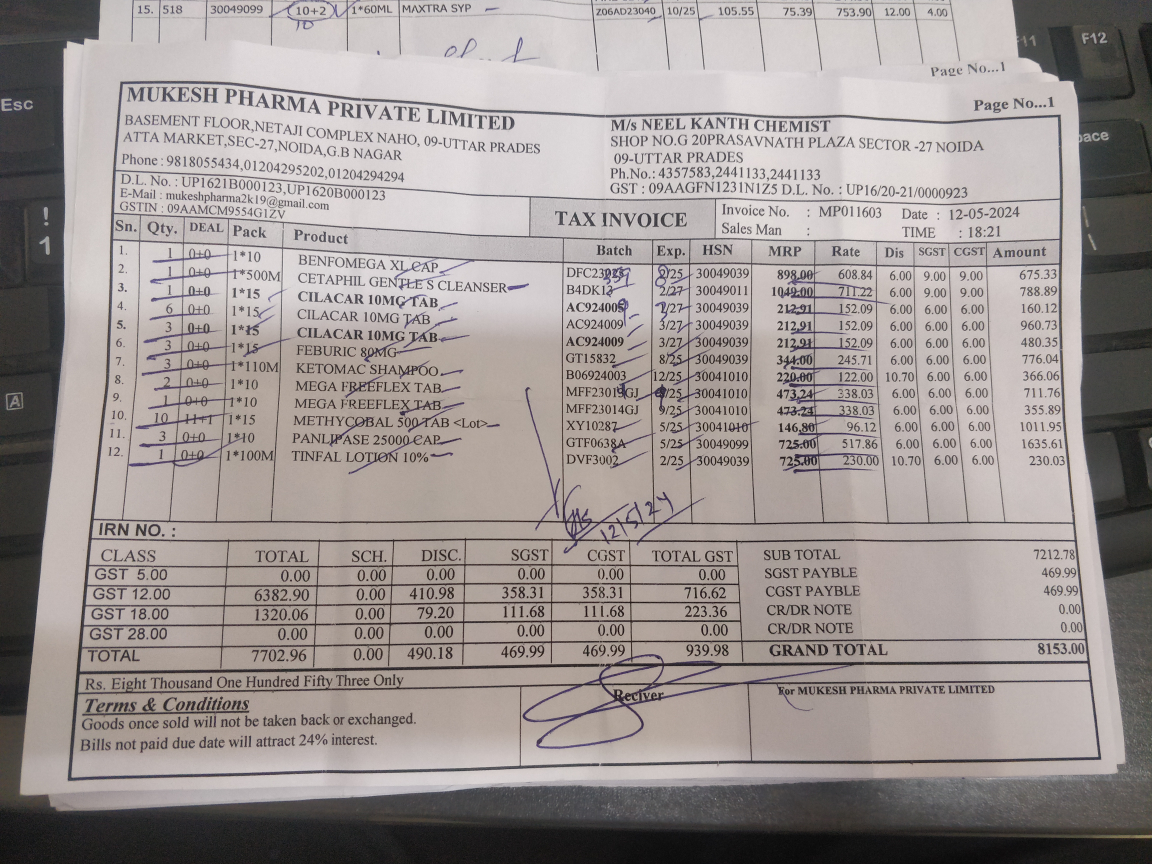 15. 518 30049099 (10+2) 1*60ML MAXTRA SYP Z06AD23040 10/25 105.55 75.39 753.90 12.00 4.00
10
F11 F12
Page No...1
Esc
Page No...1
MUKESH PHARMA PRIVATE LIMITED
BASEMENT FLOOR,NETAJI COMPLEX NAHO, 09-UTTAR PRADES
ATTA MARKET,SEC-27,NOIDA,G.B NAGAR
Phone : 9818055434,01204295202,01204294294
D.L. No. : UP1621B000123,UP1620B000123
E-Mail : mukeshpharma2k19@gmail.com
GSTIN : 09AAMCM9554G1ZV
M/s NEEL KANTH CHEMIST
SHOP NO.G 20PRASAVNATH PLAZA SECTOR -27 NOIDA
09-UTTAR PRADES
Ph.No.: 4357583,2441133,2441133
GST : 09AAGFN1231N1Z5 D.L. No. : UP16/20-21/0000923
TAX INVOICE
Invoice No. : MP011603 Date : 12-05-2024
Sales Man : TIME : 18:21
Sn. Qty. DEAL Pack Product Batch Exp. HSN MRP Rate Dis SGST CGST Amount
1. 1 0+0 1*10 BENFOMEGA XL CAP 8/25 30049039 898.00 608.84 6.00 9.00 9.00 675.33
2. 1 0+0 1*500M CETAPHIL GENTLE S CLEANSER 2/27 30049011 1049.00 711.22 6.00 9.00 9.00 788.89
3. 1 0+0 1*15 CILACAR 10MG TAB 30049039 212.91 152.09 6.00 6.00 6.00 160.12
4. 6 0+0 1*15 CILACAR 10MG TAB AC924009 3/27 30049039 212.91 152.09 6.00 6.00 6.00 960.73
5. 3 0+0 1*15 CILACAR 10MG TAB AC924009 3/27 30049039 212.91 152.09 6.00 6.00 6.00 480.35
6. 3 0+0 1*15 FEBURIC 80MG GT15832 8/25 30049039 344.00 245.71 6.00 6.00 6.00 776.04
7. 3 0+0 1*110M KETOMAC SHAMPOO B06924003 12/25 30041010 220.00 122.00 10.70 6.00 6.00 366.06
8. 2 0+0 1*10 MEGA FREEFLEX TAB 30041010 473.24 338.03 6.00 6.00 6.00 711.76
9. 1 0+0 1*10 MEGA FREEFLEX TAB MFF23014GJ 9/25 30041010 473.24 338.03 6.00 6.00 6.00 355.89
10. 10 11+1 1*15 METHYCOBAL 500 TAB <Lot> XY10287 5/25 30041010 146.80 96.12 6.00 6.00 6.00 1011.95
11. 3 0+0 1*10 PANLIPASE 25000 CAP GTF0638A 5/25 30049099 725.00 517.86 6.00 6.00 6.00 1635.61
12. 1 0+0 1*100M TINFAL LOTION 10% DVF3002 2/25 30049039 725.00 230.00 10.70 6.00 6.00 230.03
12/5/24
IRN NO. :
CLASS TOTAL SCH. DISC. SGST CGST TOTAL GST
GST 5.00 0.00 0.00 0.00 0.00 0.00 0.00
GST 12.00 6382.90 0.00 410.98 358.31 358.31 716.62
GST 18.00 1320.06 0.00 79.20 111.68 111.68 223.36
GST 28.00 0.00 0.00 0.00 0.00 0.00 0.00
TOTAL 7702.96 0.00 490.18 469.99 469.99 939.98
SUB TOTAL 7212.78
SGST PAYBLE 469.99
CGST PAYBLE 469.99
CR/DR NOTE 0.00
CR/DR NOTE 0.00
GRAND TOTAL 8153.00
Rs. Eight Thousand One Hundred Fifty Three Only
Terms & Conditions
Goods once sold will not be taken back or exchanged.
Bills not paid due date will attract 24% interest.
Reciver
For MUKESH PHARMA PRIVATE LIMITED